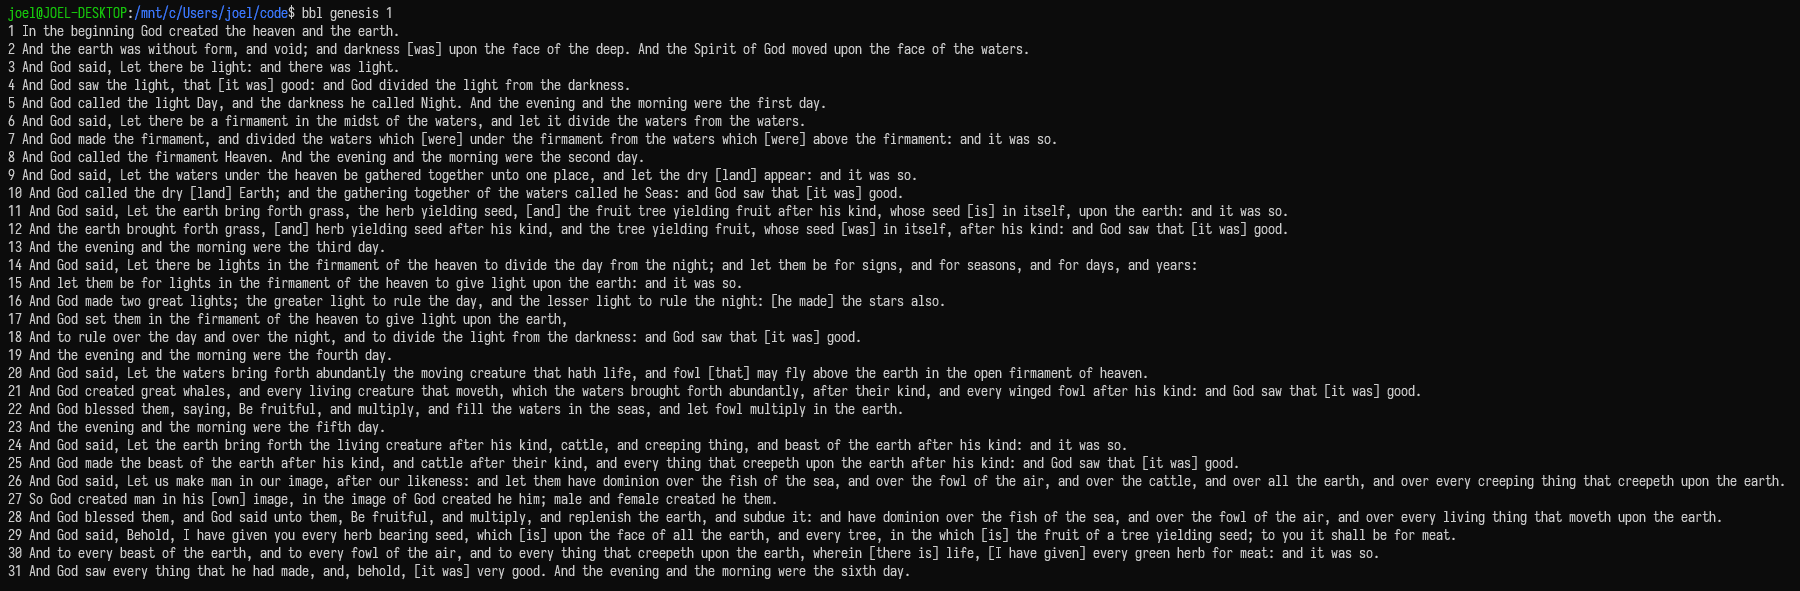 joel@JOEL-DESKTOP:/mnt/c/Users/joel/code$ bbl genesis 1
1 In the beginning God created the heaven and the earth.
2 And the earth was without form, and void; and darkness [was] upon the face of the deep. And the Spirit of God moved upon the face of the waters.
3 And God said, Let there be light: and there was light.
4 And God saw the light, that [it was] good: and God divided the light from the darkness.
5 And God called the light Day, and the darkness he called Night. And the evening and the morning were the first day.
6 And God said, Let there be a firmament in the midst of the waters, and let it divide the waters from the waters.
7 And God made the firmament, and divided the waters which [were] under the firmament from the waters which [were] above the firmament: and it was so.
8 And God called the firmament Heaven. And the evening and the morning were the second day.
9 And God said, Let the waters under the heaven be gathered together unto one place, and let the dry [land] appear: and it was so.
10 And God called the dry [land] Earth; and the gathering together of the waters called he Seas: and God saw that [it was] good.
11 And God said, Let the earth bring forth grass, the herb yielding seed, [and] the fruit tree yielding fruit after his kind, whose seed [is] in itself, upon the earth: and it was so.
12 And the earth brought forth grass, [and] herb yielding seed after his kind, and the tree yielding fruit, whose seed [was] in itself, after his kind: and God saw that [it was] good.
13 And the evening and the morning were the third day.
14 And God said, Let there be lights in the firmament of the heaven to divide the day from the night; and let them be for signs, and for seasons, and for days, and years:
15 And let them be for lights in the firmament of the heaven to give light upon the earth: and it was so.
16 And God made two great lights; the greater light to rule the day, and the lesser light to rule the night: [he made] the stars also.
17 And God set them in the firmament of the heaven to give light upon the earth,
18 And to rule over the day and over the night, and to divide the light from the darkness: and God saw that [it was] good.
19 And the evening and the morning were the fourth day.
20 And God said, Let the waters bring forth abundantly the moving creature that hath life, and fowl [that] may fly above the earth in the open firmament of heaven.
21 And God created great whales, and every living creature that moveth, which the waters brought forth abundantly, after their kind, and every winged fowl after his kind: and God saw that [it was] good.
22 And God blessed them, saying, Be fruitful, and multiply, and fill the waters in the seas, and let fowl multiply in the earth.
23 And the evening and the morning were the fifth day.
24 And God said, Let the earth bring forth the living creature after his kind, cattle, and creeping thing, and beast of the earth after his kind: and it was so.
25 And God made the beast of the earth after his kind, and cattle after their kind, and every thing that creepeth upon the earth after his kind: and God saw that [it was] good.
26 And God said, Let us make man in our image, after our likeness: and let them have dominion over the fish of the sea, and over the fowl of the air, and over the cattle, and over all the earth, and over every creeping thing that creepeth upon the earth.
27 So God created man in his [own] image, in the image of God created he him; male and female created he them.
28 And God blessed them, and God said unto them, Be fruitful, and multiply, and replenish the earth, and subdue it: and have dominion over the fish of the sea, and over the fowl of the air, and over every living thing that moveth upon the earth.
29 And God said, Behold, I have given you every herb bearing seed, which [is] upon the face of all the earth, and every tree, in the which [is] the fruit of a tree yielding seed; to you it shall be for meat.
30 And to every beast of the earth, and to every fowl of the air, and to every thing that creepeth upon the earth, wherein [there is] life, [I have given] every green herb for meat: and it was so.
31 And God saw every thing that he had made, and, behold, [it was] very good. And the evening and the morning were the sixth day.